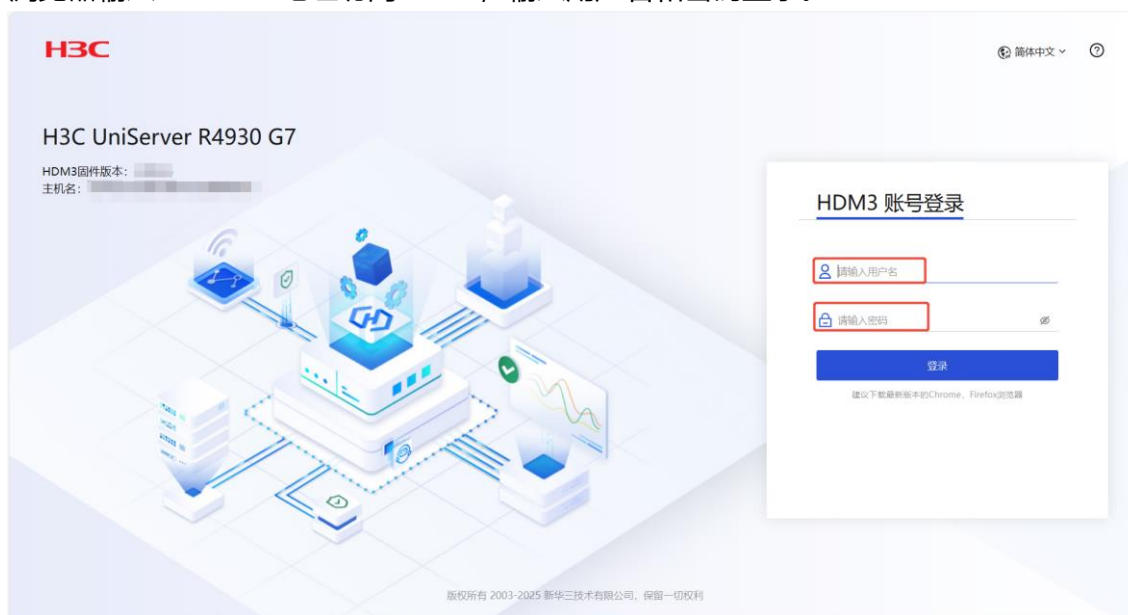 H3C
简体中文
H3C UniServer R4930 G7
HDM3固件版本：
主机名：
HDM3 账号登录
请输入用户名
请输入密码
登录
建议下载最新版本的Chrome、Firefox浏览器
版权所有 2003-2025 新华三技术有限公司，保留一切权利